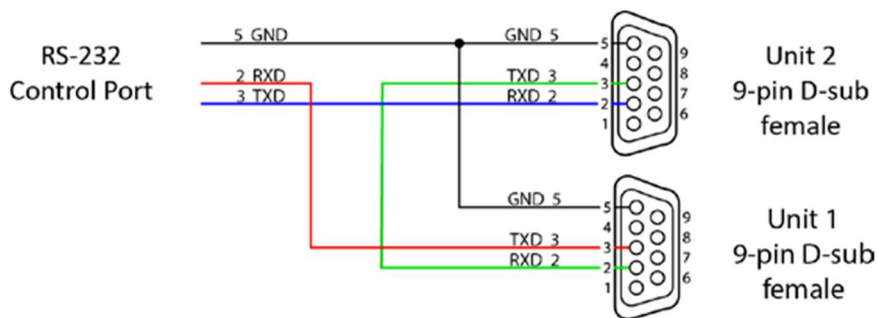 RS-232
Control Port
5 GND
2 RXD
3 TXD
GND 5
TXD 3
RXD 2
5
4
3
2
1
9
8
7
6
Unit 2
9-pin D-sub
female
GND 5
TXD 3
RXD 2
5
4
3
2
1
9
8
7
6
Unit 1
9-pin D-sub
female